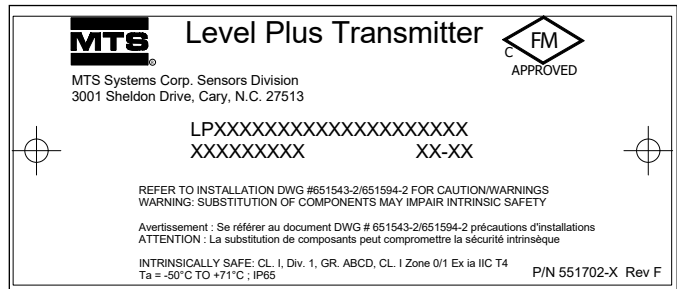 MTS
Level Plus Transmitter
C FM
APPROVED
MTS Systems Corp. Sensors Division
3001 Sheldon Drive, Cary, N.C. 27513
LPXXXXXXXXXXXXXXXXXXXX
XXXXXXXXX XX-XX
REFER TO INSTALLATION DWG #651543-2/651594-2 FOR CAUTION/WARNINGS
WARNING: SUBSTITUTION OF COMPONENTS MAY IMPAIR INTRINSIC SAFETY
Avertissement : Se référer au document DWG # 651543-2/651594-2 précautions d'installations
ATTENTION : La substitution de composants peut compromettre la sécurité intrinsèque
INTRINSICALLY SAFE: CL. I, Div. 1, GR. ABCD, CL. I Zone 0/1 Ex ia IIC T4
Ta = -50°C TO +71°C ; IP65
P/N 551702-X Rev F